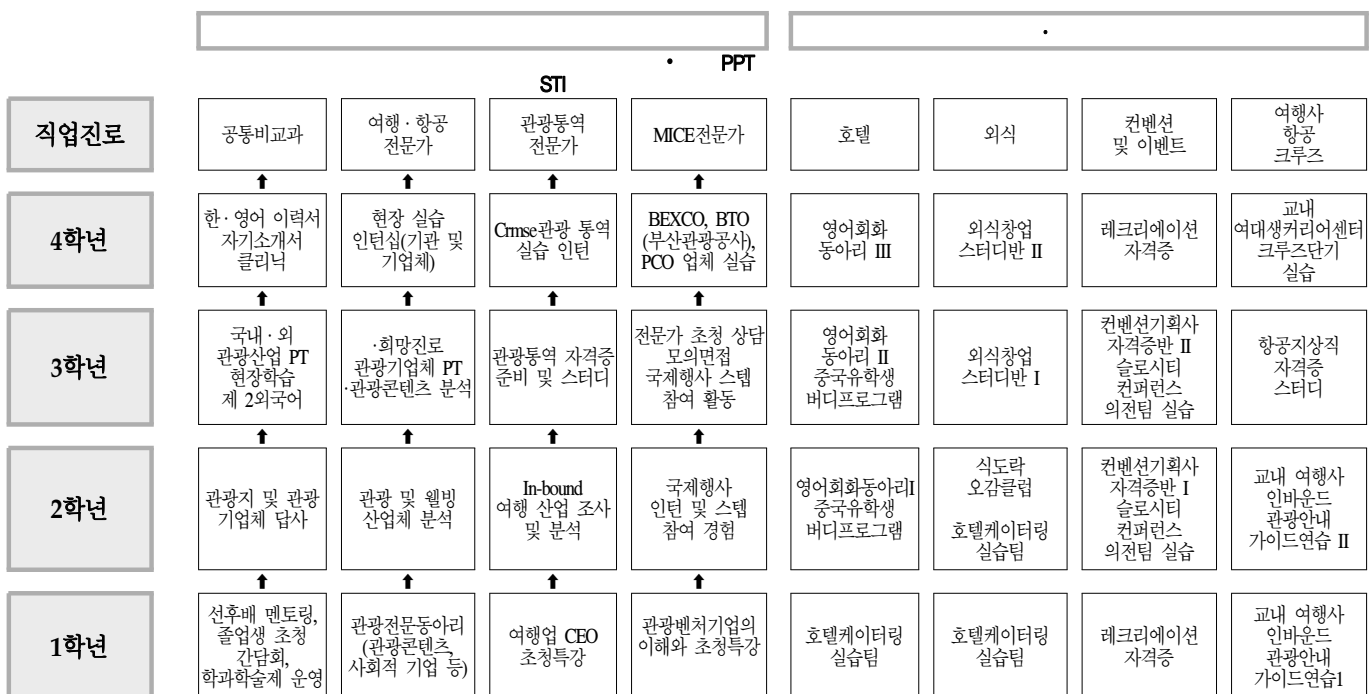 ·
· PPT
STI
직업진로
공통비교과
여행·항공
전문가
관광통역
전문가
MICE전문가
호텔
외식
컨벤션
및 이벤트
여행사
항공
크루즈
4학년
한·영어 이력서
자기소개서
클리닉
현장 실습
인턴십(기관 및
기업체)
Crmse관광 통역
실습 인턴
BEXCO, BTO
(부산관광공사),
PCO 업체 실습
영어회화
동아리 III
외식창업
스터디반 II
레크리에이션
자격증
교내
여대생커리어센터
크루즈단기
실습
3학년
국내·외
관광산업 PT
현장학습
제 2외국어
·희망진로
관광기업체 PT
·관광콘텐츠 분석
관광통역 자격증
준비 및 스터디
전문가 초청 상담
모의면접
국제행사 스텝
참여 활동
영어회화
동아리 II
중국유학생
버디프로그램
외식창업
스터디반 I
컨벤션기획사
자격증반 II
슬로시티
컨퍼런스
의전팀 실습
항공지상직
자격증
스터디
2학년
관광지 및 관광
기업체 답사
관광 및 웰빙
산업체 분석
In-bound
여행 산업 조사
및 분석
국제행사
인턴 및 스텝
참여 경험
영어회화동아리I
중국유학생
버디프로그램
식도락
오감클럽
호텔케이터링
실습팀
컨벤션기획사
자격증반 I
슬로시티
컨퍼런스
의전팀 실습
교내 여행사
인바운드
관광안내
가이드연습 II
1학년
선후배 멘토링,
졸업생 초청
간담회,
학과학술제 운영
관광전문동아리
(관광콘텐츠,
사회적 기업 등)
여행업 CEO
초청특강
관광벤처기업의
이해와 초청특강
호텔케이터링
실습팀
호텔케이터링
실습팀
레크리에이션
자격증
교내 여행사
인바운드
관광안내
가이드연습1